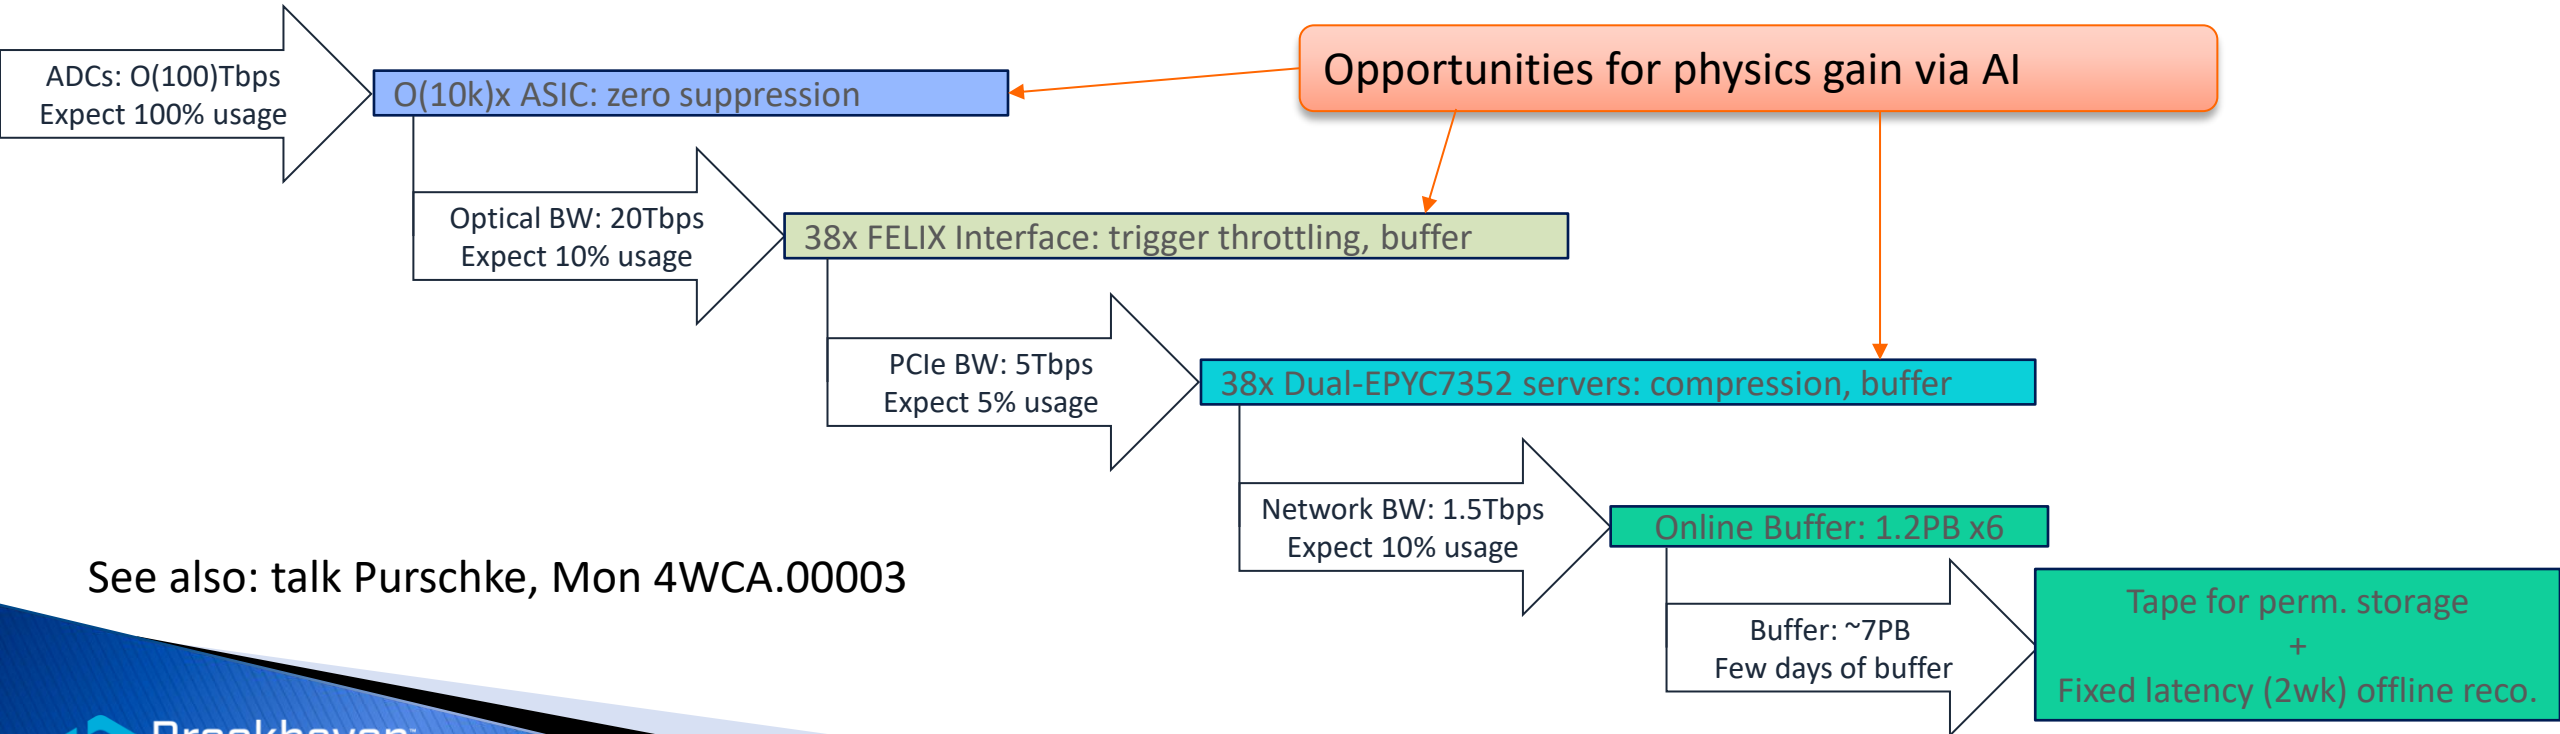 ADCs: O(100)Tbps
Expect 100% usage
O(10k)x ASIC: zero suppression
Opportunities for physics gain via AI
Optical BW: 20Tbps
Expect 10% usage
38x FELIX Interface: trigger throttling, buffer
PCIe BW: 5Tbps
Expect 5% usage
38x Dual-EPYC7352 servers: compression, buffer
Network BW: 1.5Tbps
Expect 10% usage
Online Buffer: 1.2PB x6
See also: talk Purschke, Mon 4WCA.00003
Buffer: ~7PB
Few days of buffer
Tape for perm. storage
+
Fixed latency (2wk) offline reco.
Brookhaven